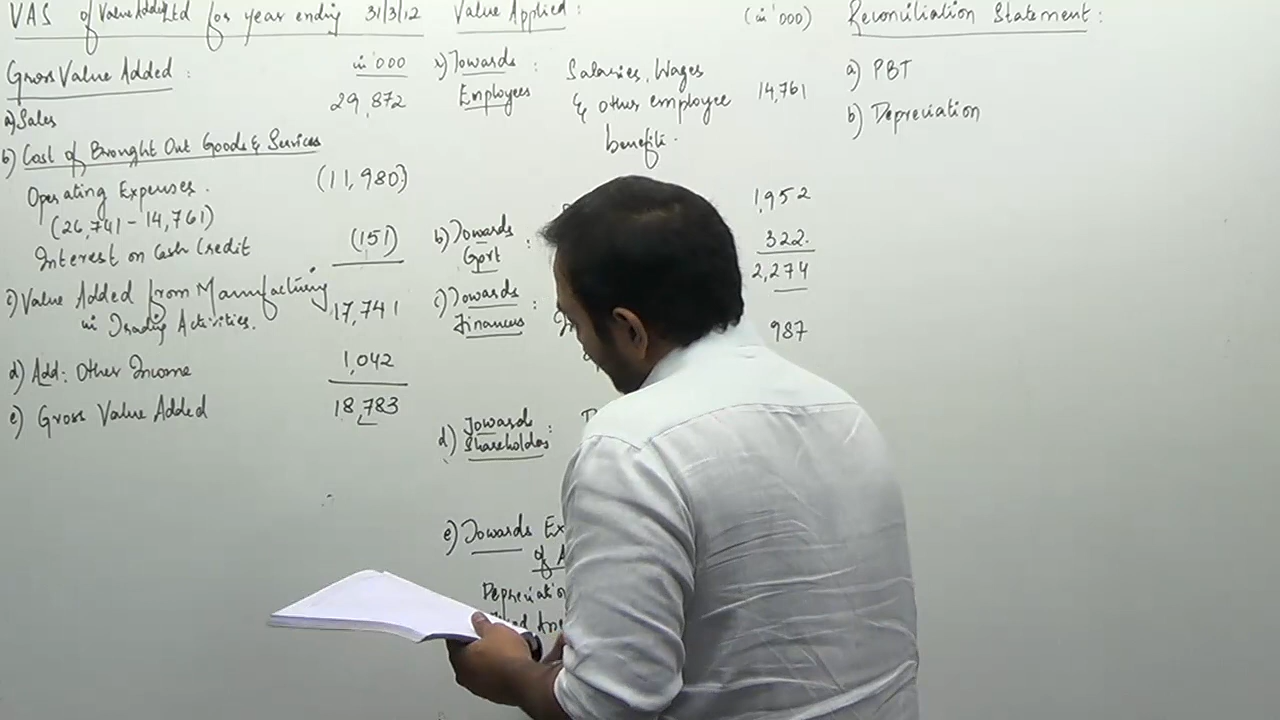 VAS of Value Adding Ltd for year ending 31/3/12
Gross Value Added :
in '000
a) Sales 29,872
b) Cost of Brought Out Goods & Services
Operating Expenses. (11,980)
(26,741 - 14,761)
Interest on Cash Credit (151)
c) Value Added from Manufacturing 17,741
in Trading Activities.
d) Add: Other Income 1,042
e) Gross Value Added 18,783
Value Applied : (in '000)
a) Towards : Salaries, Wages
Employees & other employee 14,761
benefits.
1,952
b) Towards : 322
Govt 2,274
c) Towards :
Financiers 987
d) Towards :
Shareholders
e) Towards Ex
of A
Depreciation
Reconciliation Statement :
a) PBT
b) Depreciation